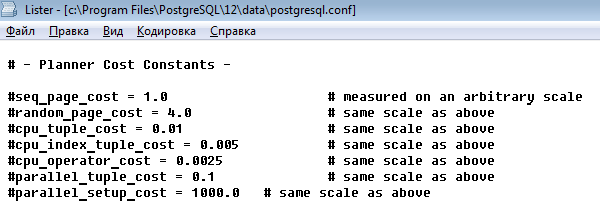 Lister - [c:\Program Files\PostgreSQL\12\data\postgresql.conf]
Файл Правка Вид Кодировка Справка
# - Planner Cost Constants -
#seq_page_cost = 1.0 # measured on an arbitrary scale
#random_page_cost = 4.0 # same scale as above
#cpu_tuple_cost = 0.01 # same scale as above
#cpu_index_tuple_cost = 0.005 # same scale as above
#cpu_operator_cost = 0.0025 # same scale as above
#parallel_tuple_cost = 0.1 # same scale as above
#parallel_setup_cost = 1000.0 # same scale as above